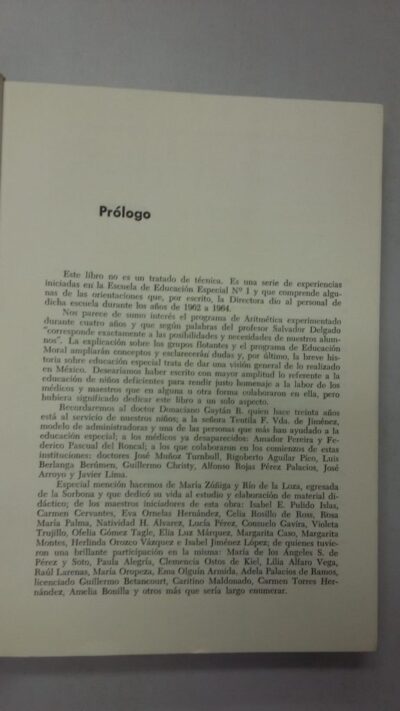 Prólogo
Este libro no es un tratado de técnica. Es una serie de experiencias
iniciadas en la Escuela de Educación Especial Nº 1 y que comprende algu-
nas de las orientaciones que, por escrito, la Directora dio al personal de
dicha escuela durante los años de 1962 a 1964.
Nos parece de sumo interés el programa de Aritmética experimentado
durante cuatro años y que según palabras del profesor Salvador Delgado
"corresponde exactamente a las posibilidades y necesidades de nuestros alum-
nos". La explicación sobre los grupos flotantes y el programa de Educación
Moral ampliarán conceptos y esclarecerán dudas y, por último, la breve his-
toria sobre educación especial trata de dar una visión general de lo realizado
en México. Desearíamos haber escrito con mayor amplitud lo referente a la
educación de niños deficientes para rendir justo homenaje a la labor de los
médicos y maestros que en alguna o otra forma colaboraron en ella, pero
hubiera significado dedicar este libro a un solo aspecto.
Recordaremos al doctor Donaciano Gaytán B. quien hace treinta años
está al servicio de nuestros niños; a la señora Tentila F. Vda. de Jiménez,
modelo de administradoras y una de las personas que más han ayudado a la
educación especial; a los médicos ya desaparecidos: Amador Pereira y Fe-
derico Pascual del Roncal; a los que colaboraron en los comienzos de estas
instituciones: doctores José Muñoz Turnbull, Rigoberto Aguilar Pico, Luis
Berlanga Berúmen, Guillermo Christy, Alfonso Rojas Pérez Palacios, José
Arroyo y Javier Lima.
Especial mención hacemos de María Zúñiga y Río de la Loza, egresada
de la Sorbona y que dedicó su vida al estudio y elaboración de material di-
dáctico; de los maestros iniciadores de esta obra: Isabel E. Pulido Islas,
Carmen Cervantes, Eva Ornelas Hernández, Celia Bosillo de Ross, Rosa
María Palma, Natividad H. Álvarez, Lucía Pérez, Consuelo Gavira, Violeta
Trujillo, Ofelia Gómez Tagle, Elia Luz Márquez, Margarita Caso, Margarita
Montes, Herlinda Orozco Vázquez e Isabel Jiménez López; de quienes tuvie-
ron una brillante participación en la misma: María de los Ángeles S. de
Pérez y Soto, Paula Alegría, Clemencia Ostos de Kiel, Lilia Alfaro Vega,
Raúl Larenas, María Oropeza, Ema Olguín Armida, Adela Palacios de Ramos,
licenciado Guillermo Betancourt, Caritino Maldonado, Carmen Torres Her-
nández, Amelia Bonilla y otros más que sería largo enumerar.